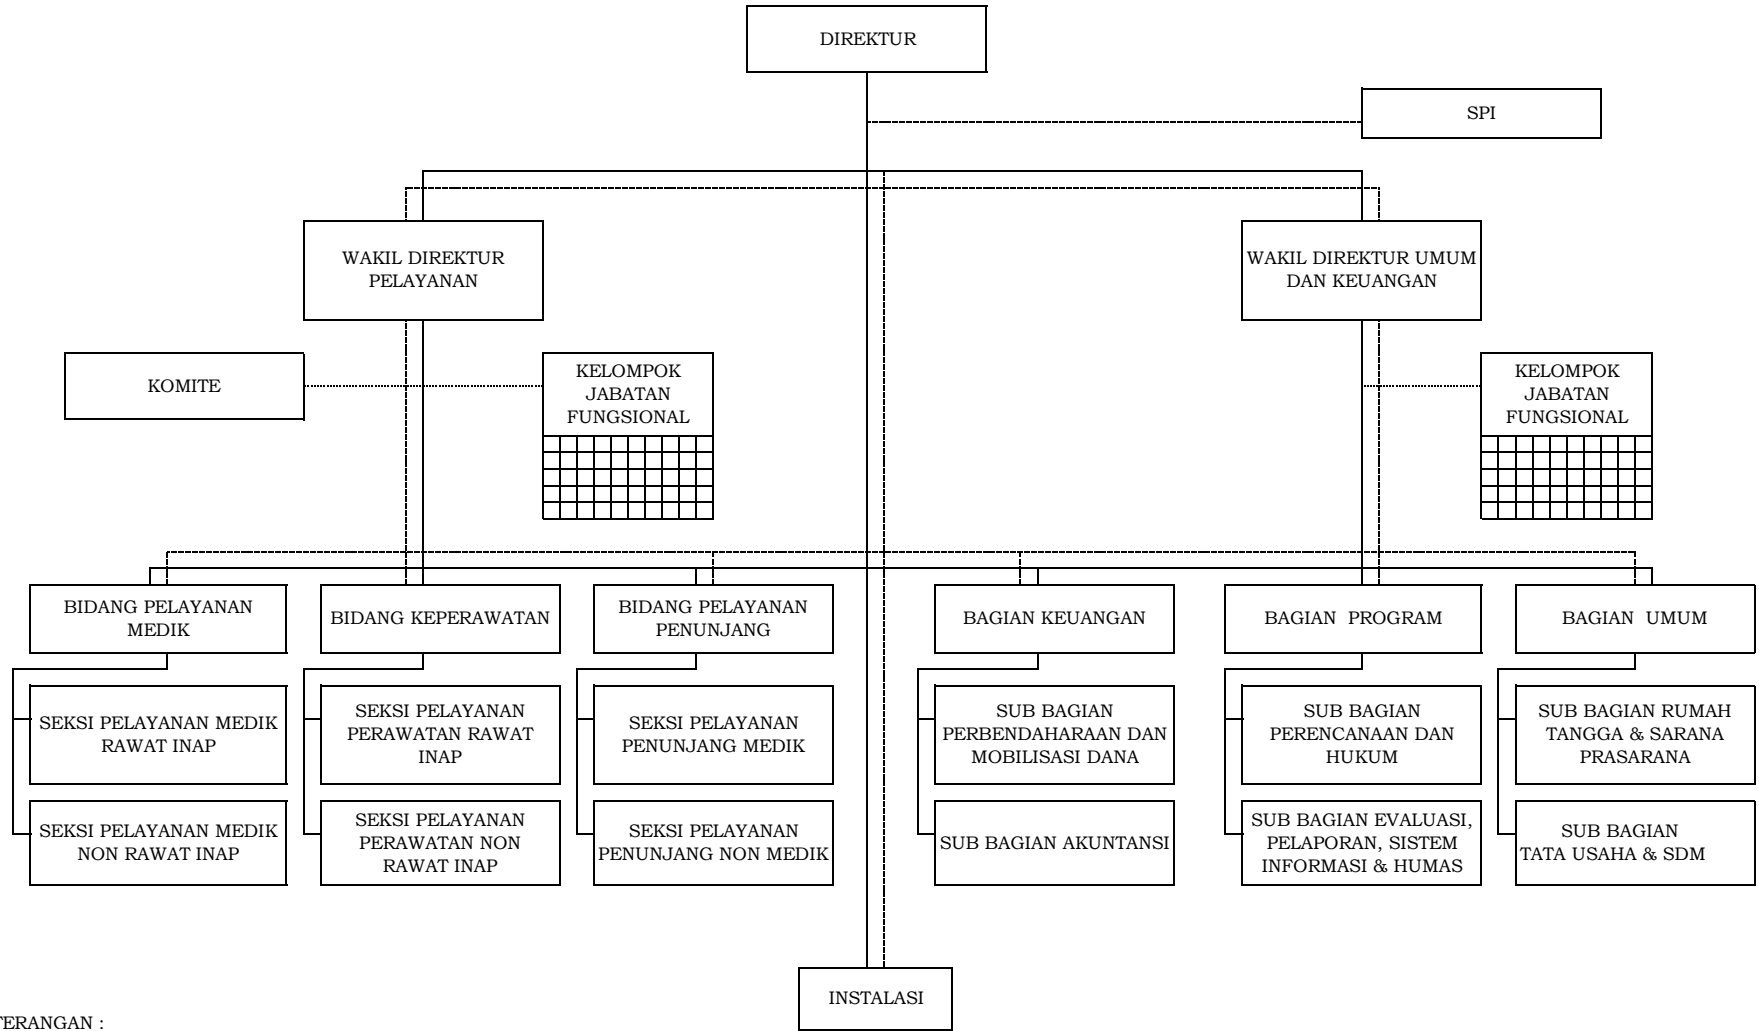 DIREKTUR
SPI
WAKIL DIREKTUR
PELAYANAN
WAKIL DIREKTUR UMUM
DAN KEUANGAN
KOMITE
KELOMPOK
JABATAN
FUNGSIONAL
KELOMPOK
JABATAN
FUNGSIONAL
BIDANG PELAYANAN
MEDIK
BIDANG KEPERAWATAN
BIDANG PELAYANAN
PENUNJANG
BAGIAN KEUANGAN
BAGIAN PROGRAM
BAGIAN UMUM
SEKSI PELAYANAN MEDIK
RAWAT INAP
SEKSI PELAYANAN
PERAWATAN RAWAT
INAP
SEKSI PELAYANAN
PENUNJANG MEDIK
SUB BAGIAN
PERBENDAHARAAN DAN
MOBILISASI DANA
SUB BAGIAN
PERENCANAAN DAN
HUKUM
SUB BAGIAN RUMAH
TANGGA & SARANA
PRASARANA
SEKSI PELAYANAN MEDIK
NON RAWAT INAP
SEKSI PELAYANAN
PERAWATAN NON
RAWAT INAP
SEKSI PELAYANAN
PENUNJANG NON MEDIK
SUB BAGIAN AKUNTANSI
SUB BAGIAN EVALUASI,
PELAPORAN, SISTEM
INFORMASI & HUMAS
SUB BAGIAN
TATA USAHA & SDM
INSTALASI
TERANGAN :